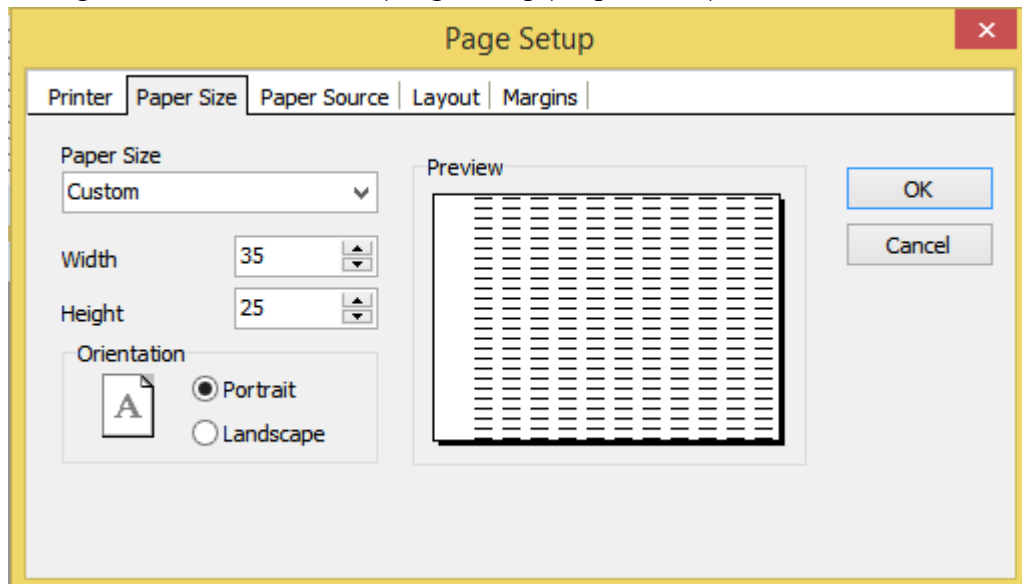 Page Setup
Printer Paper Size Paper Source Layout Margins
Paper Size
Custom
Width 35
Height 25
Orientation
A
Portrait
Landscape
Preview
OK
Cancel